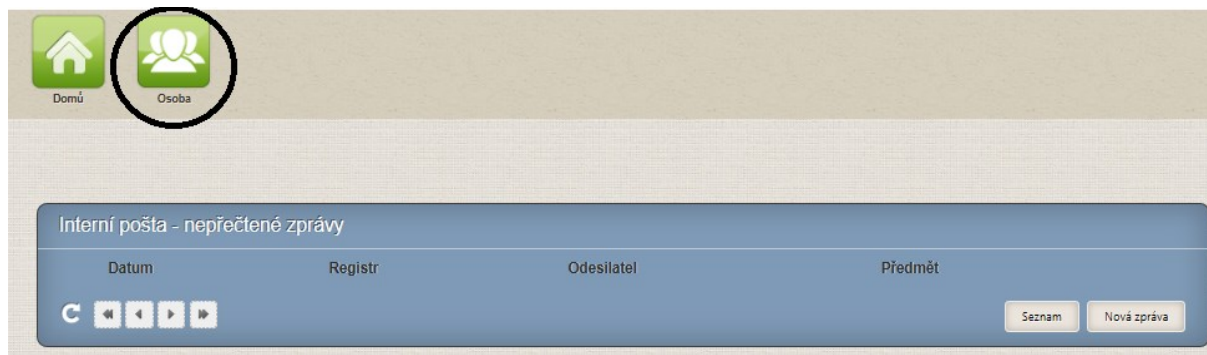 Domů Osoba
Interní pošta - nepřečtené zprávy
Datum Registr Odesilatel Předmět
Seznam Nová zpráva